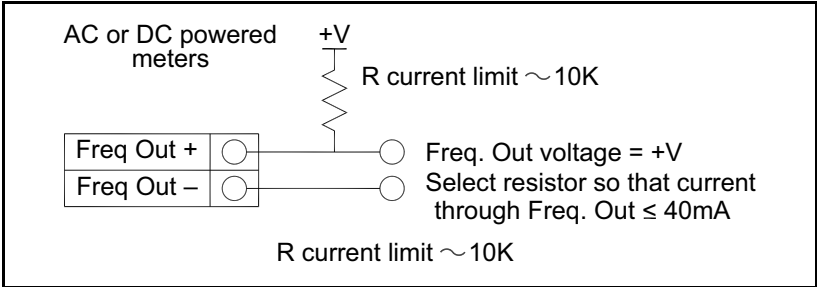 AC or DC powered
meters
+V
R current limit ～10K
Freq Out +
Freq. Out voltage = +V
Freq Out –
Select resistor so that current
through Freq. Out ≤ 40mA
R current limit ～10K